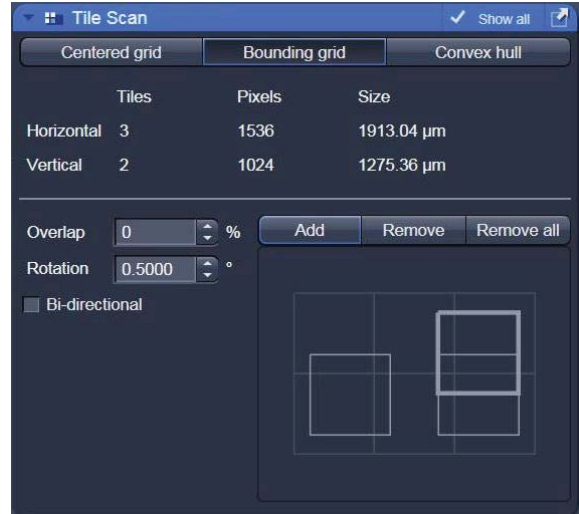 Tile Scan Show all
Centered grid Bounding grid Convex hull
Tiles Pixels Size
Horizontal 3 1536 1913.04 µm
Vertical 2 1024 1275.36 µm
Overlap 0 % Add Remove Remove all
Rotation 0.5000 °
Bi-directional